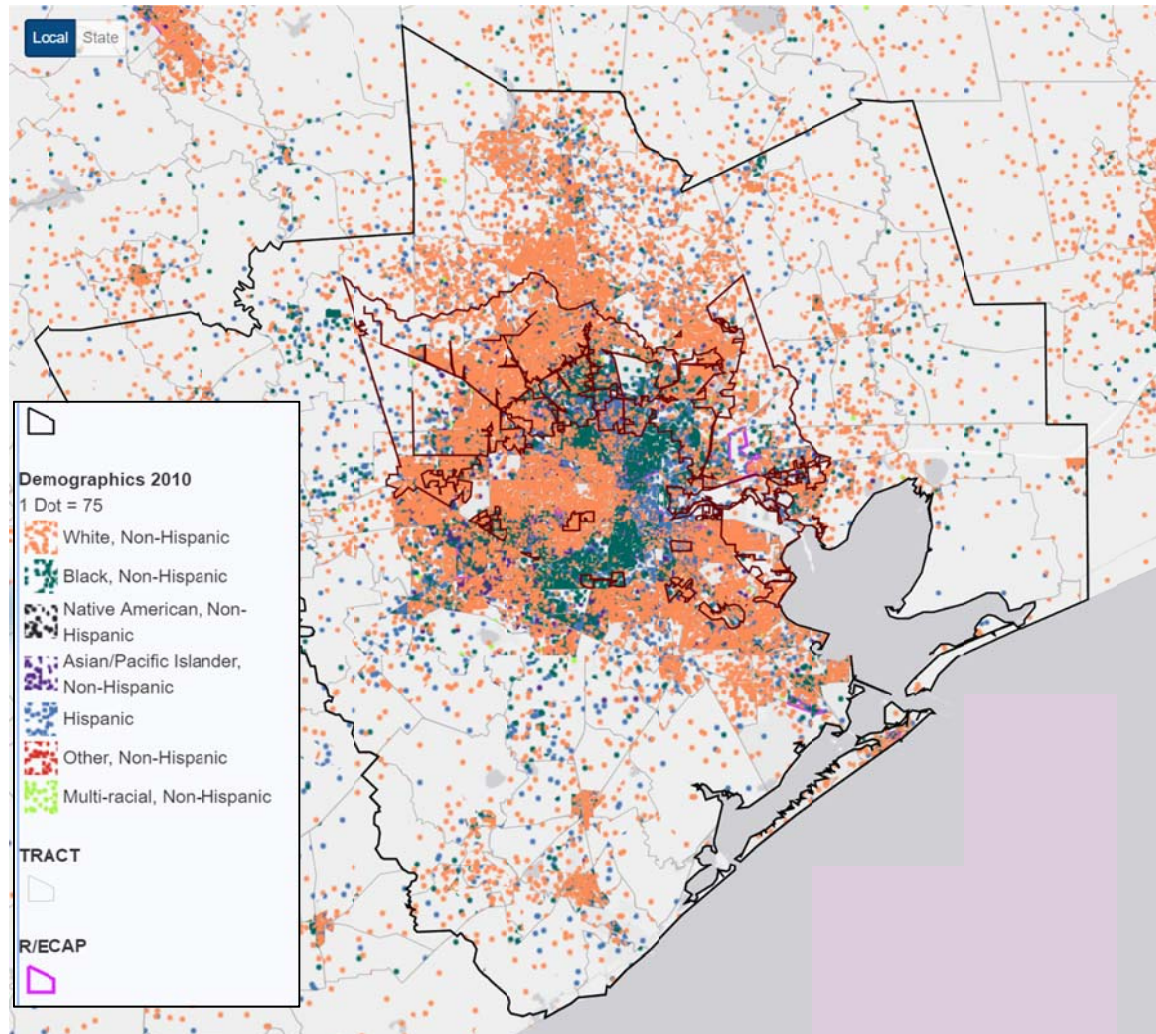 Local State
Demographics 2010
1 Dot = 75
White, Non-Hispanic
Black, Non-Hispanic
Native American, Non-
Hispanic
Asian/Pacific Islander,
Non-Hispanic
Hispanic
Other, Non-Hispanic
Multi-racial, Non-Hispanic
TRACT
R/ECAP